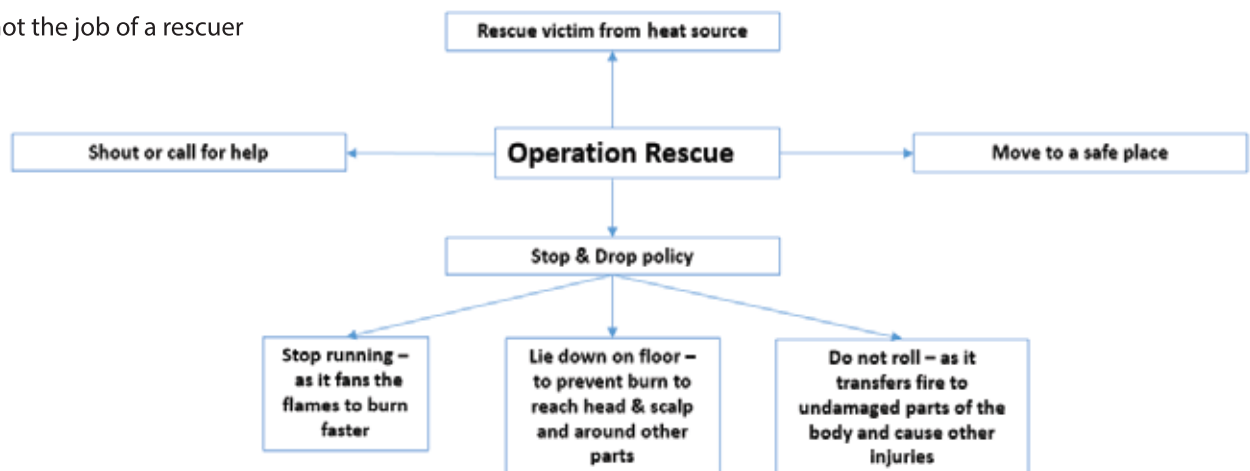 not the job of a rescuer
Rescue victim from heat source
Shout or call for help
Operation Rescue
Move to a safe place
Stop & Drop policy
Stop running –
as it fans the
flames to burn
faster
Lie down on floor –
to prevent burn to
reach head & scalp
and around other
parts
Do not roll – as it
transfers fire to
undamaged parts of the
body and cause other
injuries